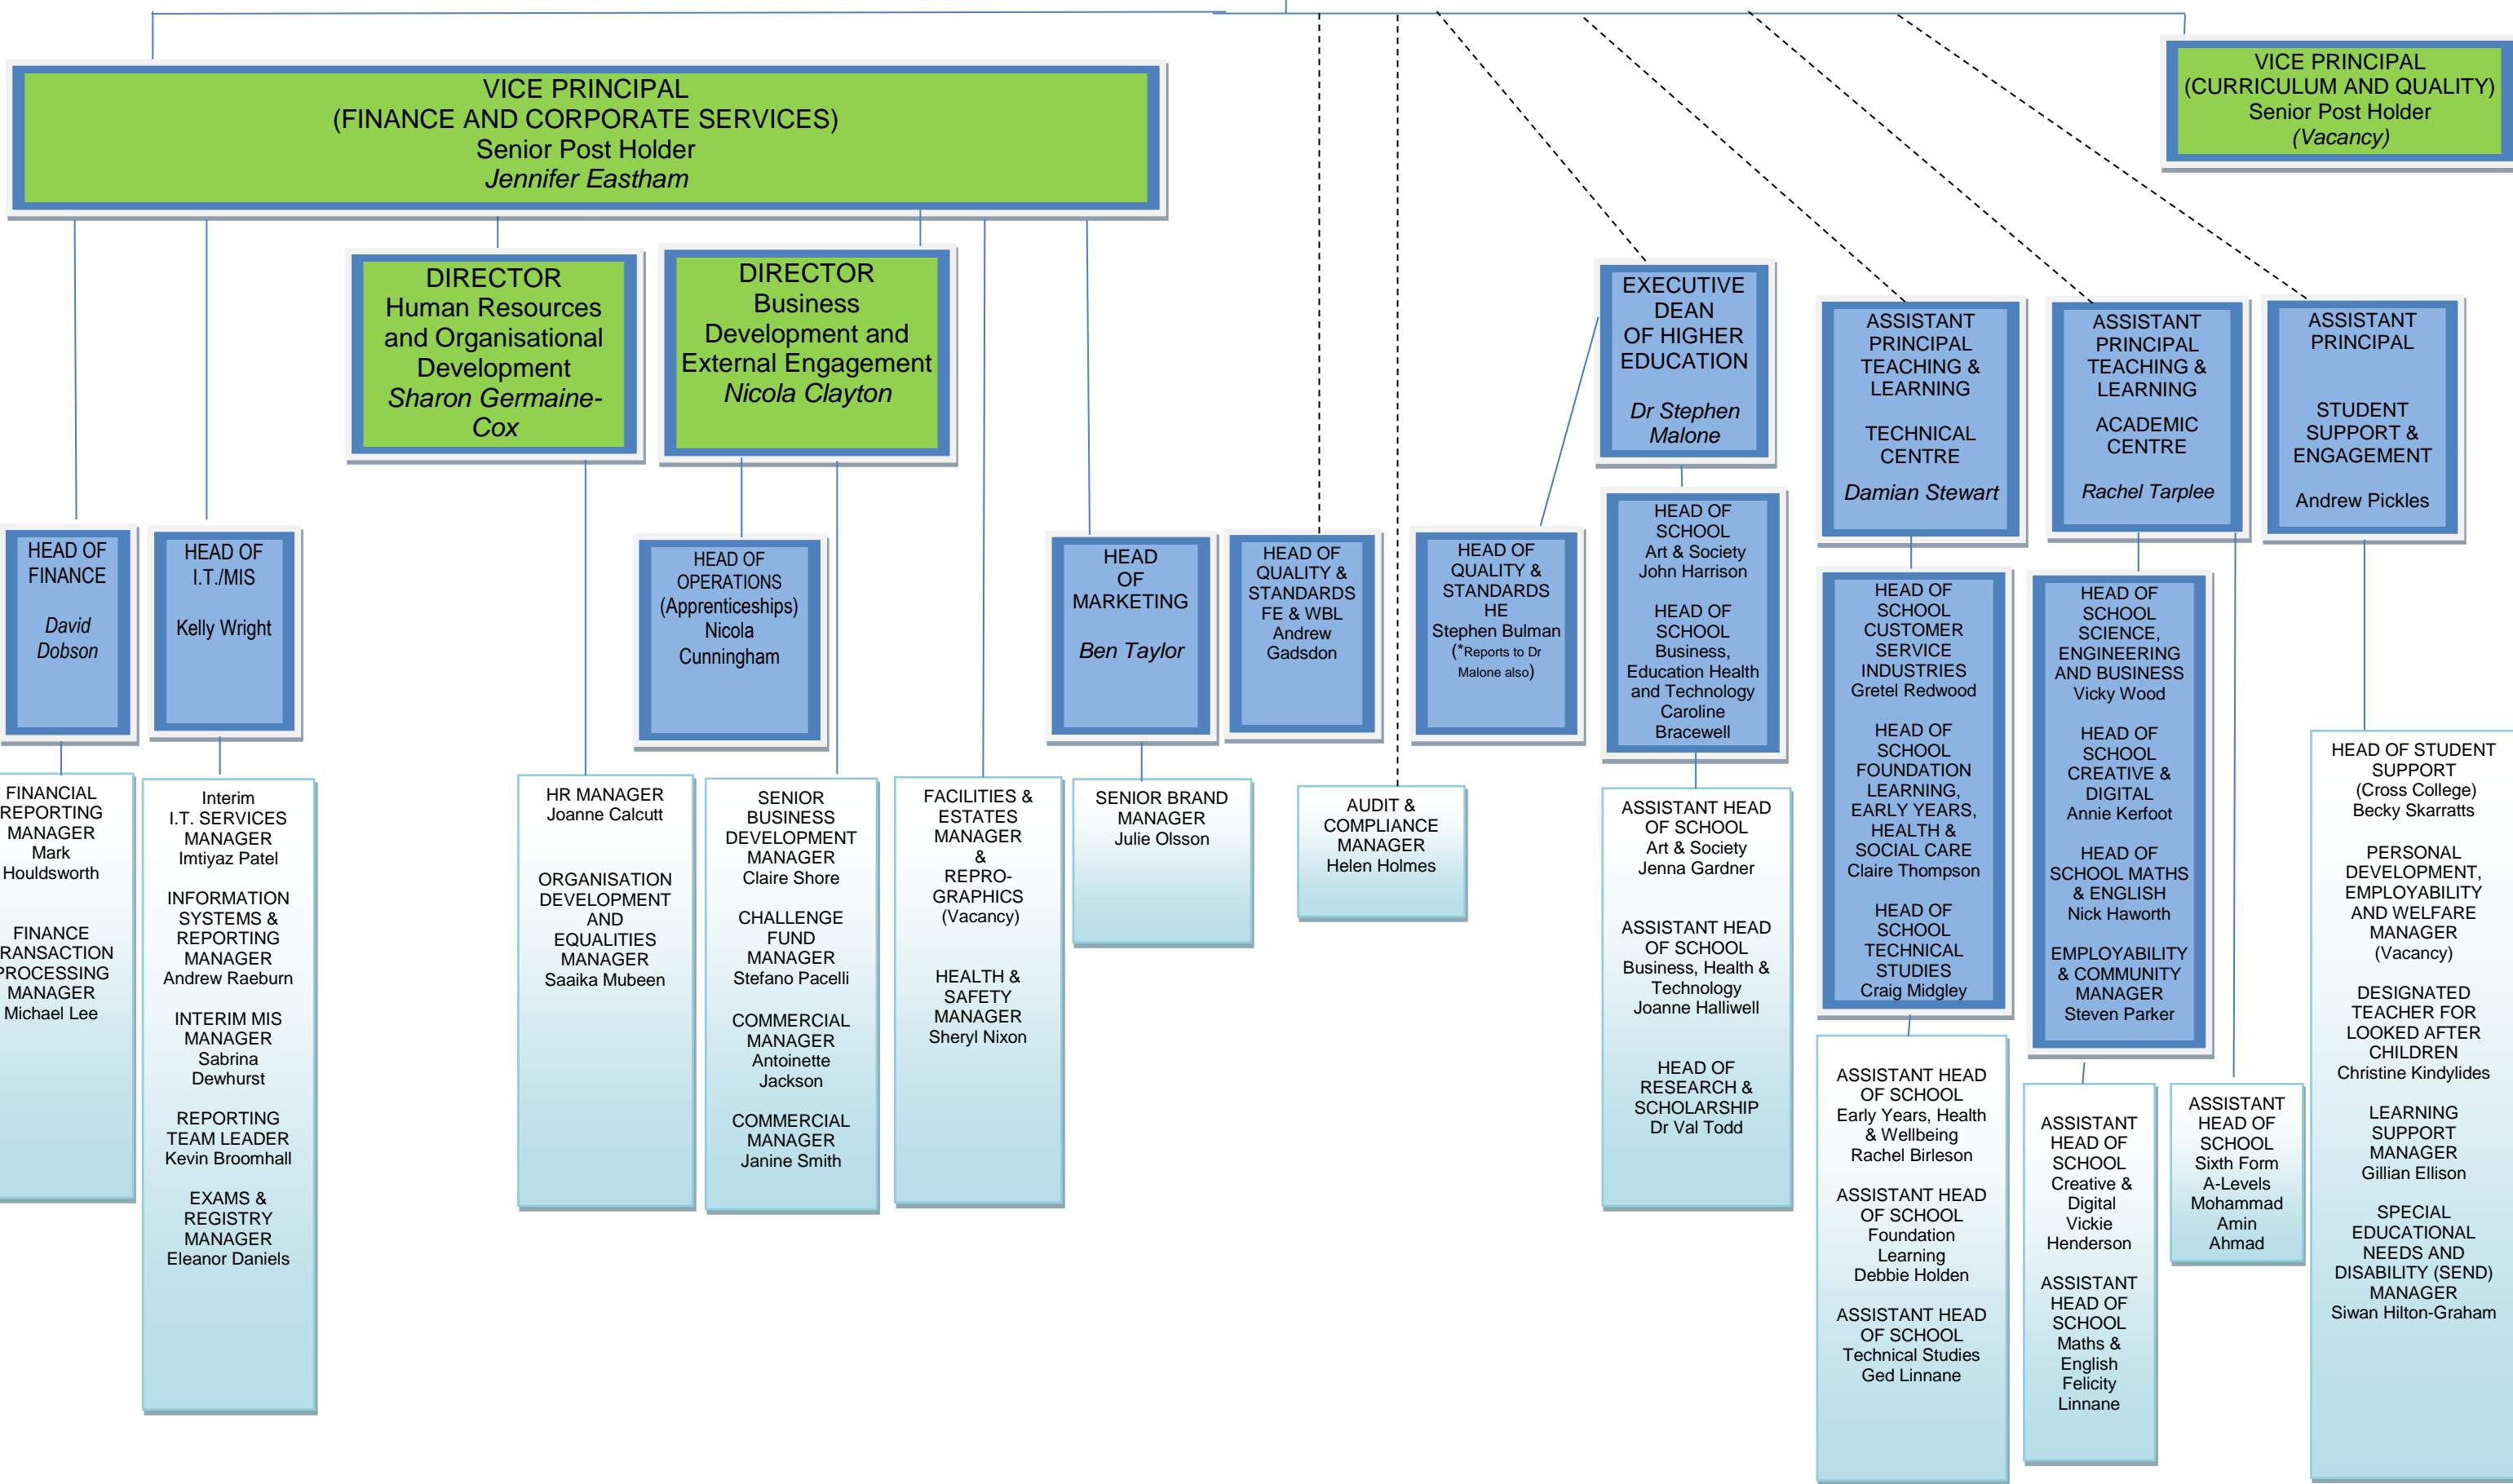 VICE PRINCIPAL
(FINANCE AND CORPORATE SERVICES)
Senior Post Holder
Jennifer Eastham
VICE PRINCIPAL
(CURRICULUM AND QUALITY)
Senior Post Holder
(Vacancy)
DIRECTOR
Human Resources
and Organisational
Development
Sharon Germaine-
Cox
DIRECTOR
Business
Development and
External Engagement
Nicola Clayton
EXECUTIVE
DEAN
OF HIGHER
EDUCATION
Dr Stephen
Malone
ASSISTANT
PRINCIPAL
TEACHING &
LEARNING
TECHNICAL
CENTRE
Damian Stewart
ASSISTANT
PRINCIPAL
TEACHING &
LEARNING
ACADEMIC
CENTRE
Rachel Tarplee
ASSISTANT
PRINCIPAL
STUDENT
SUPPORT &
ENGAGEMENT
Andrew Pickles
HEAD OF
FINANCE
David
Dobson
HEAD OF
I.T./MIS
Kelly Wright
HEAD OF
OPERATIONS
(Apprenticeships)
Nicola
Cunningham
HEAD
OF
MARKETING
Ben Taylor
HEAD OF
QUALITY &
STANDARDS
FE & WBL
Andrew
Gadsdon
HEAD OF
QUALITY &
STANDARDS
HE
Stephen Bulman
(*Reports to Dr
Malone also)
HEAD OF
SCHOOL
Art & Society
John Harrison
HEAD OF
SCHOOL
Business,
Education Health
and Technology
Caroline
Bracewell
HEAD OF
SCHOOL
CUSTOMER
SERVICE
INDUSTRIES
Gretel Redwood
HEAD OF
SCHOOL
FOUNDATION
LEARNING,
EARLY YEARS,
HEALTH &
SOCIAL CARE
Claire Thompson
HEAD OF
SCHOOL
TECHNICAL
STUDIES
Craig Midgley
HEAD OF
SCHOOL
SCIENCE,
ENGINEERING
AND BUSINESS
Vicky Wood
HEAD OF
SCHOOL
CREATIVE &
DIGITAL
Annie Kerfoot
HEAD OF
SCHOOL MATHS
& ENGLISH
Nick Haworth
EMPLOYABILITY
& COMMUNITY
MANAGER
Steven Parker
FINANCIAL
REPORTING
MANAGER
Mark
Houldsworth
FINANCE
RANSACTION
PROCESSING
MANAGER
Michael Lee
Interim
I.T. SERVICES
MANAGER
Imtiyaz Patel
INFORMATION
SYSTEMS &
REPORTING
MANAGER
Andrew Raeburn
INTERIM MIS
MANAGER
Sabrina
Dewhurst
REPORTING
TEAM LEADER
Kevin Broomhall
EXAMS &
REGISTRY
MANAGER
Eleanor Daniels
HR MANAGER
Joanne Calcutt
ORGANISATION
DEVELOPMENT
AND
EQUALITIES
MANAGER
Saaika Mubeen
SENIOR
BUSINESS
DEVELOPMENT
MANAGER
Claire Shore
CHALLENGE
FUND
MANAGER
Stefano Pacelli
COMMERCIAL
MANAGER
Antoinette
Jackson
COMMERCIAL
MANAGER
Janine Smith
FACILITIES &
ESTATES
MANAGER
&
REPRO-
GRAPHICS
(Vacancy)
HEALTH &
SAFETY
MANAGER
Sheryl Nixon
SENIOR BRAND
MANAGER
Julie Olsson
AUDIT &
COMPLIANCE
MANAGER
Helen Holmes
ASSISTANT HEAD
OF SCHOOL
Art & Society
Jenna Gardner
ASSISTANT HEAD
OF SCHOOL
Business, Health &
Technology
Joanne Halliwell
HEAD OF
RESEARCH &
SCHOLARSHIP
Dr Val Todd
ASSISTANT HEAD
OF SCHOOL
Early Years, Health
& Wellbeing
Rachel Birleson
ASSISTANT HEAD
OF SCHOOL
Foundation
Learning
Debbie Holden
ASSISTANT HEAD
OF SCHOOL
Technical Studies
Ged Linnane
ASSISTANT
HEAD OF
SCHOOL
Creative &
Digital
Vickie
Henderson
ASSISTANT
HEAD OF
SCHOOL
Maths &
English
Felicity
Linnane
ASSISTANT
HEAD OF
SCHOOL
Sixth Form
A-Levels
Mohammad
Amin
Ahmad
HEAD OF STUDENT
SUPPORT
(Cross College)
Becky Skarratts
PERSONAL
DEVELOPMENT,
EMPLOYABILITY
AND WELFARE
MANAGER
(Vacancy)
DESIGNATED
TEACHER FOR
LOOKED AFTER
CHILDREN
Christine Kindylides
LEARNING
SUPPORT
MANAGER
Gillian Ellison
SPECIAL
EDUCATIONAL
NEEDS AND
DISABILITY (SEND)
MANAGER
Siwan Hilton-Graham